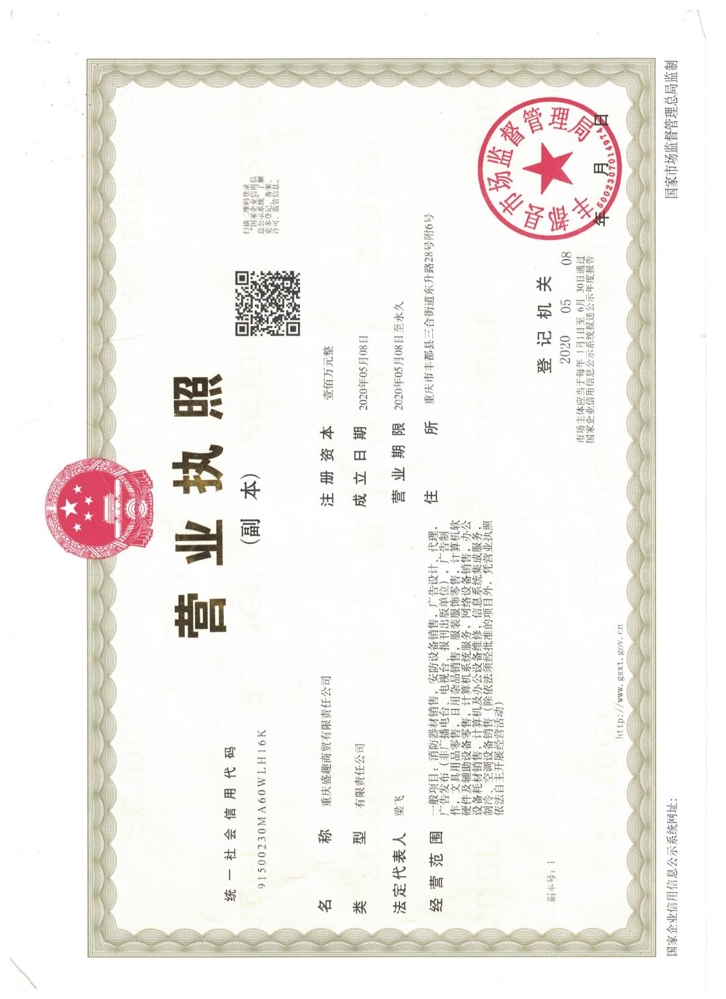 营业执照
(副 本)
统一社会信用代码
91500230MA60WLH16K
扫描二维码登录
“国家企业信用信
息公示系统”了解
更多登记、备案、
许可、监管信息。
名 称 重庆盛趣商贸有限责任公司
类 型 有限责任公司
法定代表人 梁飞
经营范围 一般项目：消防器材销售，安防设备销售，广告设计、代理，
广告发布（非广播电台、电视台、报刊出版单位），广告制
作，文具用品零售，日用杂品销售，服装服饰零售，计算机软
硬件及辅助设备零售，计算机系统服务，网络设备销售，办公
设备耗材销售，计算机及办公设备维修，信息系统集成服务，
制冷、空调设备销售（除依法须经批准的项目外，凭营业执照
依法自主开展经营活动）
注册资本 壹佰万元整
成立日期 2020年05月08日
营业期限 2020年05月08日至永久
住 所 重庆市丰都县三合街道东升路28号附6号
副本号：1
登记机关
2020 05 08
年 月 日
丰都县市场监督管理局
5002307014974
市场主体应当于每年 1月1日至 6月 30日通过
国家企业信用信息公示系统报送公示年度报告
http://www.gsxt.gov.cn
国家企业信用信息公示系统网址：
国家市场监督管理总局监制